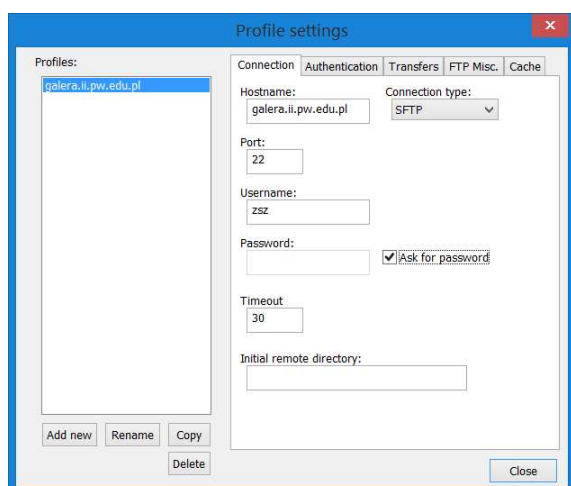 Profile settings
Profiles:
galera.ii.pw.edu.pl
Add new Rename Copy
Delete
Connection Authentication Transfers FTP Misc. Cache
Hostname: Connection type:
galera.ii.pw.edu.pl SFTP
Port:
22
Username:
zsz
Password:
Ask for password
Timeout
30
Initial remote directory:
Close